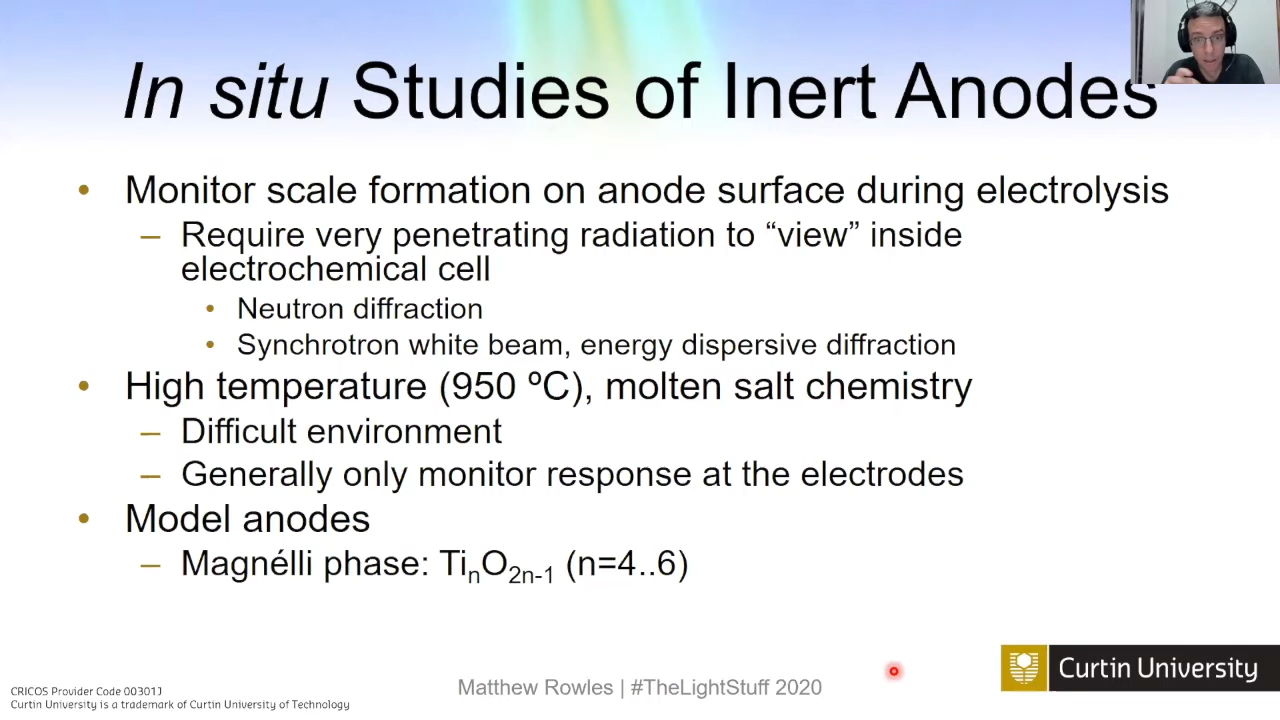 In situ Studies of Inert Anodes
• Monitor scale formation on anode surface during electrolysis
– Require very penetrating radiation to “view” inside
electrochemical cell
• Neutron diffraction
• Synchrotron white beam, energy dispersive diffraction
• High temperature (950 ºC), molten salt chemistry
– Difficult environment
– Generally only monitor response at the electrodes
• Model anodes
– Magnélli phase: TinO2n-1 (n=4..6)
Curtin University
CRICOS Provider Code 00301J
Curtin University is a trademark of Curtin University of Technology
Matthew Rowles | #TheLightStuff 2020